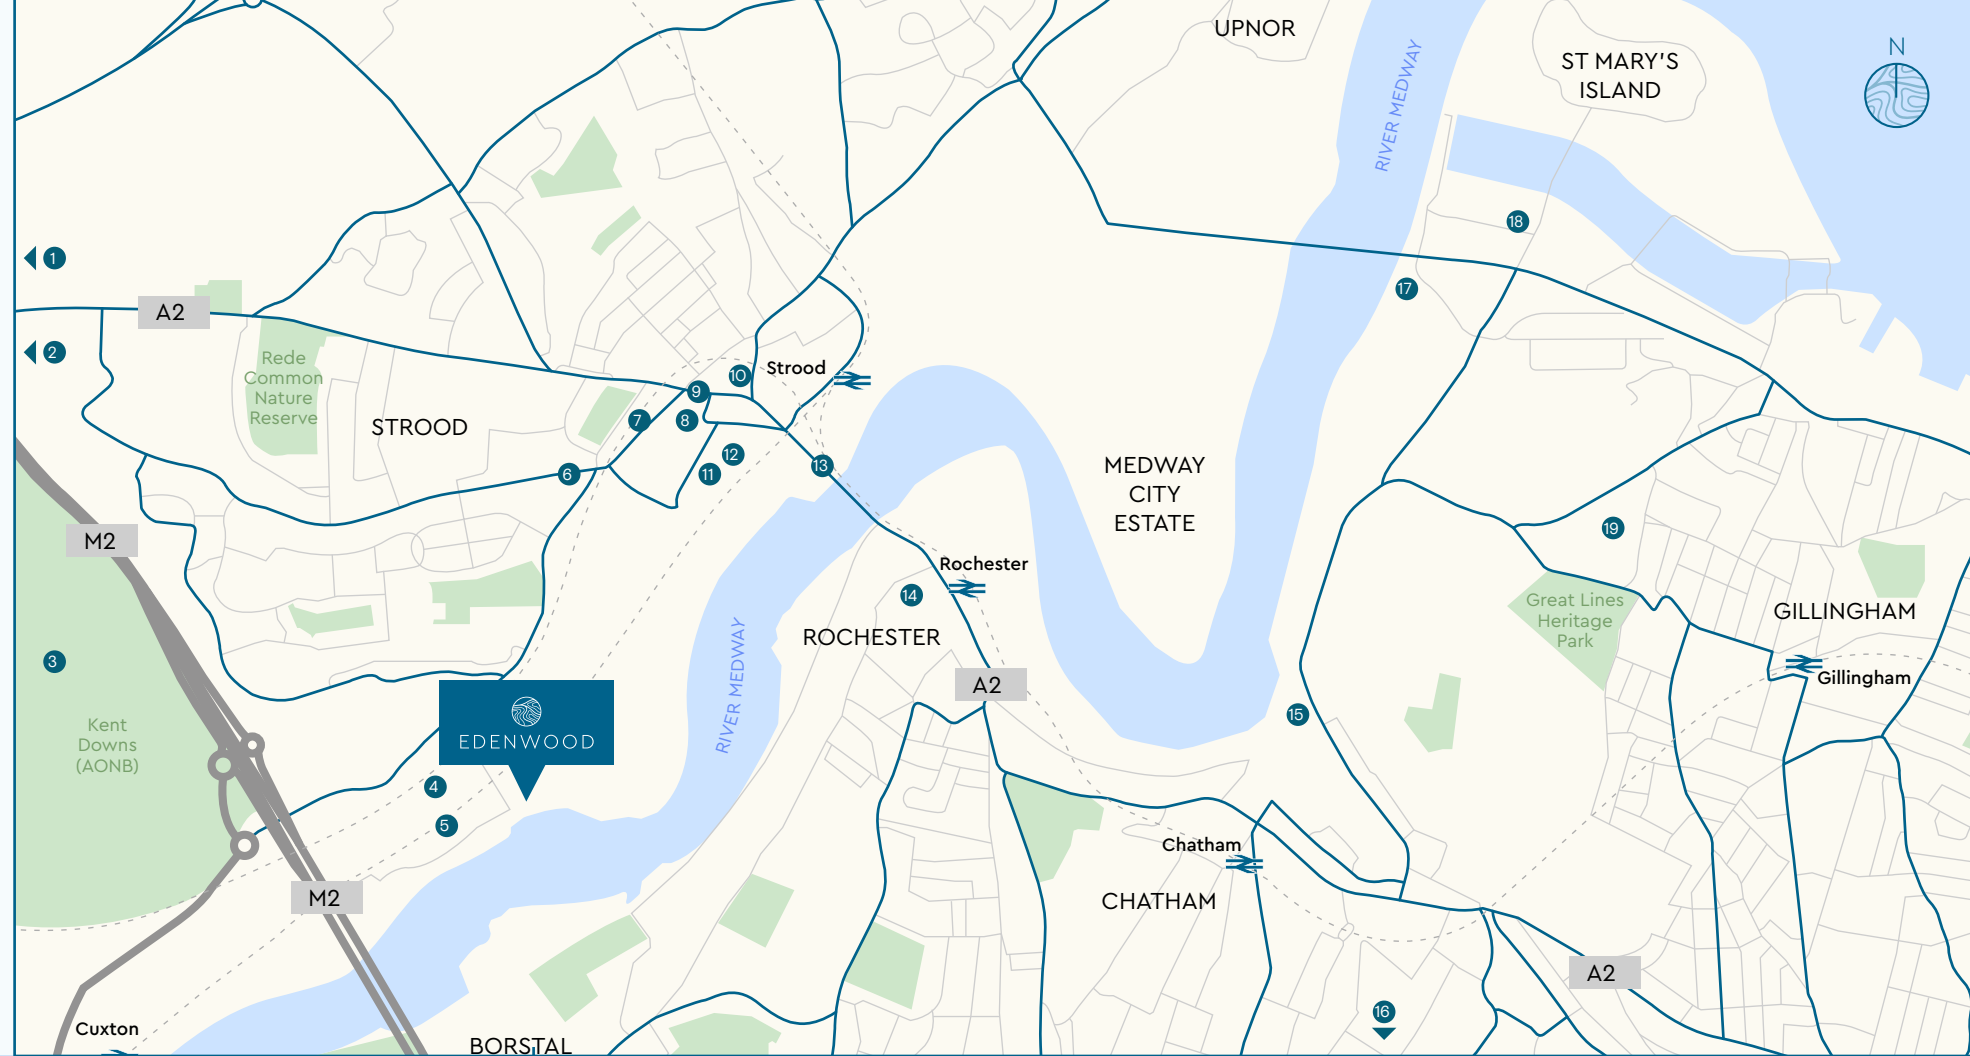 UPNOR
RIVER MEDWAY
ST MARY'S
ISLAND
N
18
1
A2
17
2
Rede
Common
Nature
Reserve
STROOD
10
Strood
9
7
8
6
12
11
13
MEDWAY
CITY
ESTATE
M2
19
Rochester
14
ROCHESTER
Great Lines
Heritage
Park
GILLINGHAM
Gillingham
3
RIVER MEDWAY
A2
15
Kent
Downs
(AONB)
EDENWOOD
4
5
Chatham
CHATHAM
M2
A2
16
Cuxton
BORSTAL